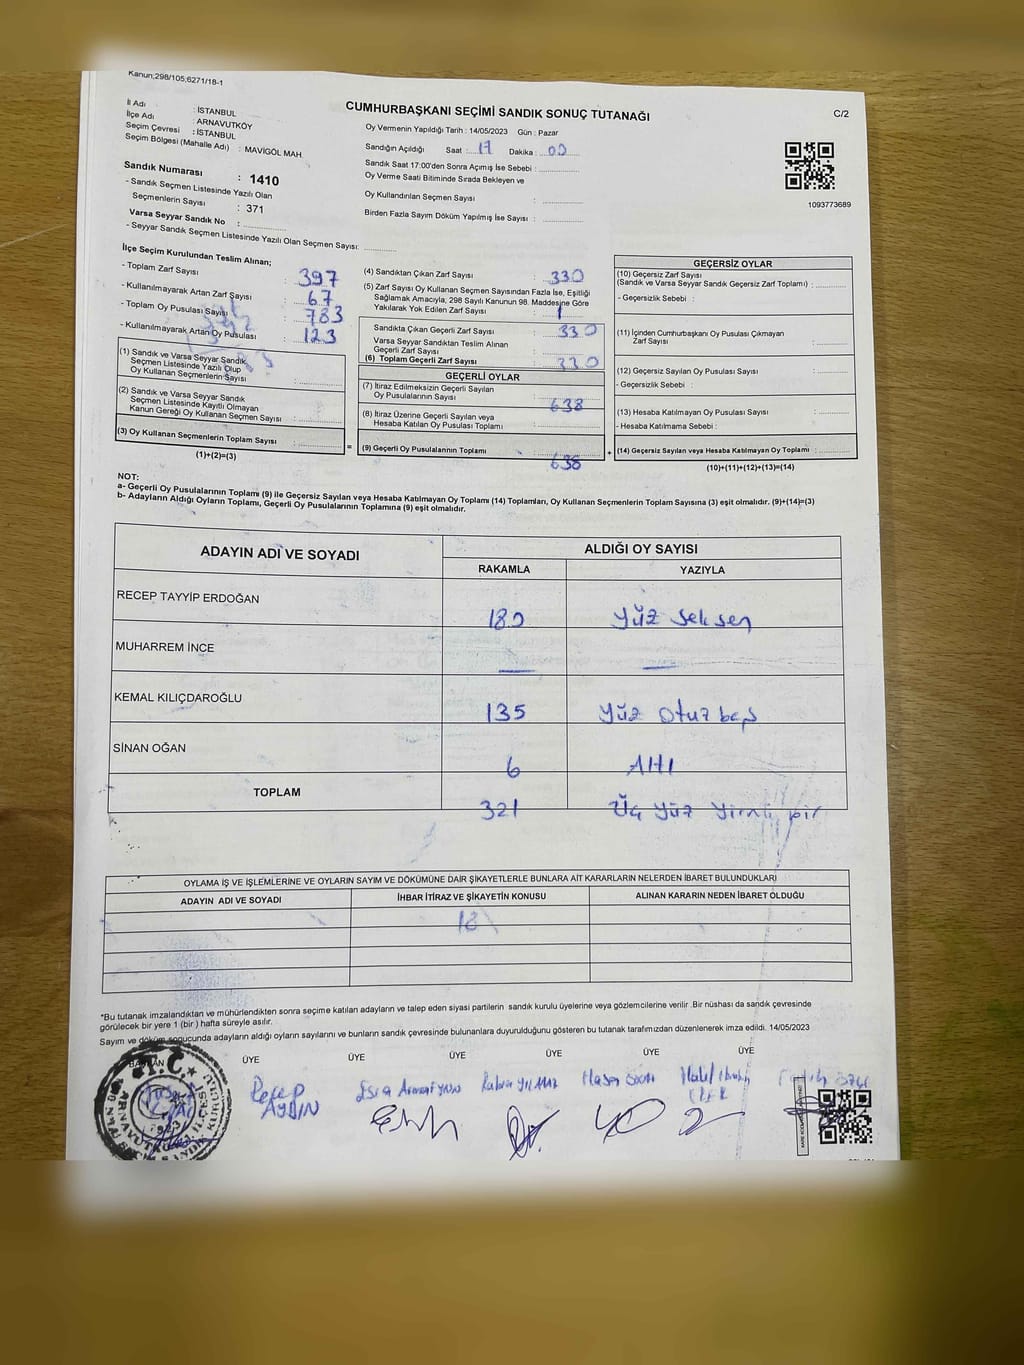 Kanun;298/105;6271/18-1
CUMHURBAŞKANI SEÇİMİ SANDIK SONUÇ TUTANAĞI
C/2
İl Adı : İSTANBUL
İlçe Adı : ARNAVUTKÖY
Seçim Çevresi : İSTANBUL
Seçim Bölgesi (Mahalle Adı) : MAVİGÖL MAH
Oy Vermenin Yapıldığı Tarih : 14/05/2023 Gün : Pazar
Sandığın Açıldığı Saat :..17 Dakika :..00
Sandık Saat 17:00'den Sonra Açımış İse Sebebi :
Oy Verme Saati Bitiminde Sırada Bekleyen ve
Oy Kullandırılan Seçmen Sayısı :
Birden Fazla Sayım Döküm Yapılmış İse Sayısı :
1093773689
Sandık Numarası : 1410
- Sandık Seçmen Listesinde Yazılı Olan
Seçmenlerin Sayısı : 371
Varsa Seyyar Sandık No :
- Seyyar Sandık Seçmen Listesinde Yazılı Olan Seçmen Sayısı:
İlçe Seçim Kurulundan Teslim Alınan;
- Toplam Zarf Sayısı : 397
- Kullanılmayarak Artan Zarf Sayısı : 67
- Toplam Oy Pusulası Sayısı : 783
- Kullanılmayarak Artan Oy Pusulası : 123
(1) Sandık ve Varsa Seyyar Sandık
Seçmen Listesinde Yazılı Olup
Oy Kullanan Seçmenlerin Sayısı :
(2) Sandık ve Varsa Seyyar Sandık
Seçmen Listesinde Kayıtlı Olmayan
Kanun Gereği Oy Kullanan Seçmen Sayısı :
(3) Oy Kullanan Seçmenlerin Toplam Sayısı :
(1)+(2)=(3)
(4) Sandıktan Çıkan Zarf Sayısı : 330
(5) Zarf Sayısı Oy Kullanan Seçmen Sayısından Fazla İse, Eşitliği
Sağlamak Amacıyla, 298 Sayılı Kanunun 98. Maddesine Göre
Yakılarak Yok Edilen Zarf Sayısı :
Sandıkta Çıkan Geçerli Zarf Sayısı : 330
Varsa Seyyar Sandıktan Teslim Alınan
Geçerli Zarf Sayısı :
(6) Toplam Geçerli Zarf Sayısı : 330
GEÇERLİ OYLAR
(7) İtiraz Edilmeksizin Geçerli Sayılan
Oy Pusulalarının Sayısı : 638
(8) İtiraz Üzerine Geçerli Sayılan veya
Hesaba Katılan Oy Pusulası Toplamı :
=
(9) Geçerli Oy Pusulalarının Toplamı : 638
+
GEÇERSİZ OYLAR
(10) Geçersiz Zarf Sayısı
(Sandık ve Varsa Seyyar Sandık Geçersiz Zarf Toplamı) :
- Geçersizlik Sebebi :
(11) İçinden Cumhurbaşkanı Oy Pusulası Çıkmayan
Zarf Sayısı :
(12) Geçersiz Sayılan Oy Pusulası Sayısı :
- Geçersizlik Sebebi :
(13) Hesaba Katılmayan Oy Pusulası Sayısı :
- Hesaba Katılmama Sebebi :
(14) Geçersiz Sayılan veya Hesaba Katılmayan Oy Toplamı :
(10)+(11)+(12)+(13)=(14)
NOT:
a- Geçerli Oy Pusulalarının Toplamı (9) ile Geçersiz Sayılan veya Hesaba Katılmayan Oy Toplamı (14) Toplamları, Oy Kullanan Seçmenlerin Toplam Sayısına (3) eşit olmalıdır. (9)+(14)=(3)
b- Adayların Aldığı Oyların Toplamı, Geçerli Oy Pusulalarının Toplamına (9) eşit olmalıdır.
ADAYIN ADI VE SOYADI ALDIĞI OY SAYISI
RAKAMLA YAZIYLA
RECEP TAYYİP ERDOĞAN 180 Yüz seksen
MUHARREM İNCE — —
KEMAL KILIÇDAROĞLU 135 Yüz otuzbeş
SİNAN OĞAN 6 Altı
TOPLAM 321 Üç Yüz Yirmi bir
OYLAMA İŞ VE İŞLEMLERİNE VE OYLARIN SAYIM VE DÖKÜMÜNE DAİR ŞİKAYETLERLE BUNLARA AİT KARARLARIN NELERDEN İBARET BULUNDUKLARI
ADAYIN ADI VE SOYADI İHBAR İTİRAZ VE ŞİKAYETİN KONUSU ALINAN KARARIN NEDEN İBARET OLDUĞU
18
*Bu tutanak imzalandıktan ve mühürlendikten sonra seçime katılan adayların ve talep eden siyasi partilerin sandık kurulu üyelerine veya gözlemcilerine verilir .Bir nüshası da sandık çevresinde
görülecek bir yere 1 (bir ) hafta süreyle asılır.
Sayım ve döküm sonucunda adayların aldığı oyların sayılarını ve bunların sandık çevresinde bulunanlara duyurulduğunu gösteren bu tutanak tarafımızdan düzenlenerek imza edildi. 14/05/2023
BAŞKAN ÜYE ÜYE ÜYE ÜYE ÜYE ÜYE
T.C.
Recep AYDIN
Kübra YILMAZ
Hasan
Halil İbrahim